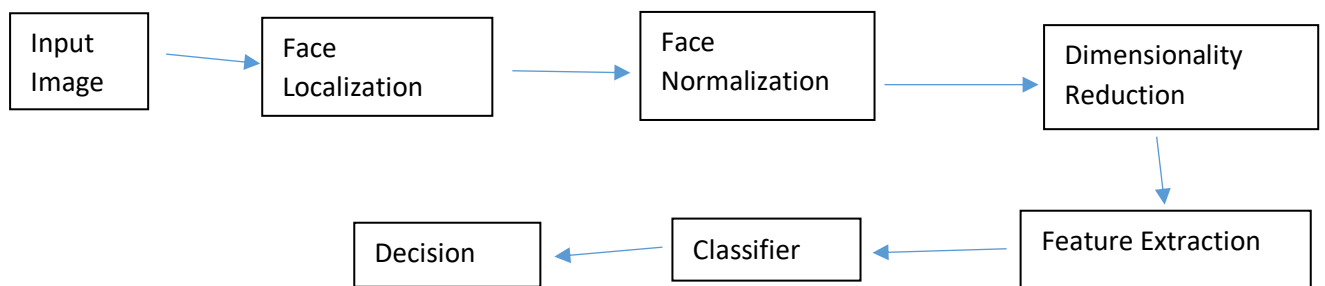 Input
Image
Face
Localization
Face
Normalization
Dimensionality
Reduction
Feature Extraction
Classifier
Decision